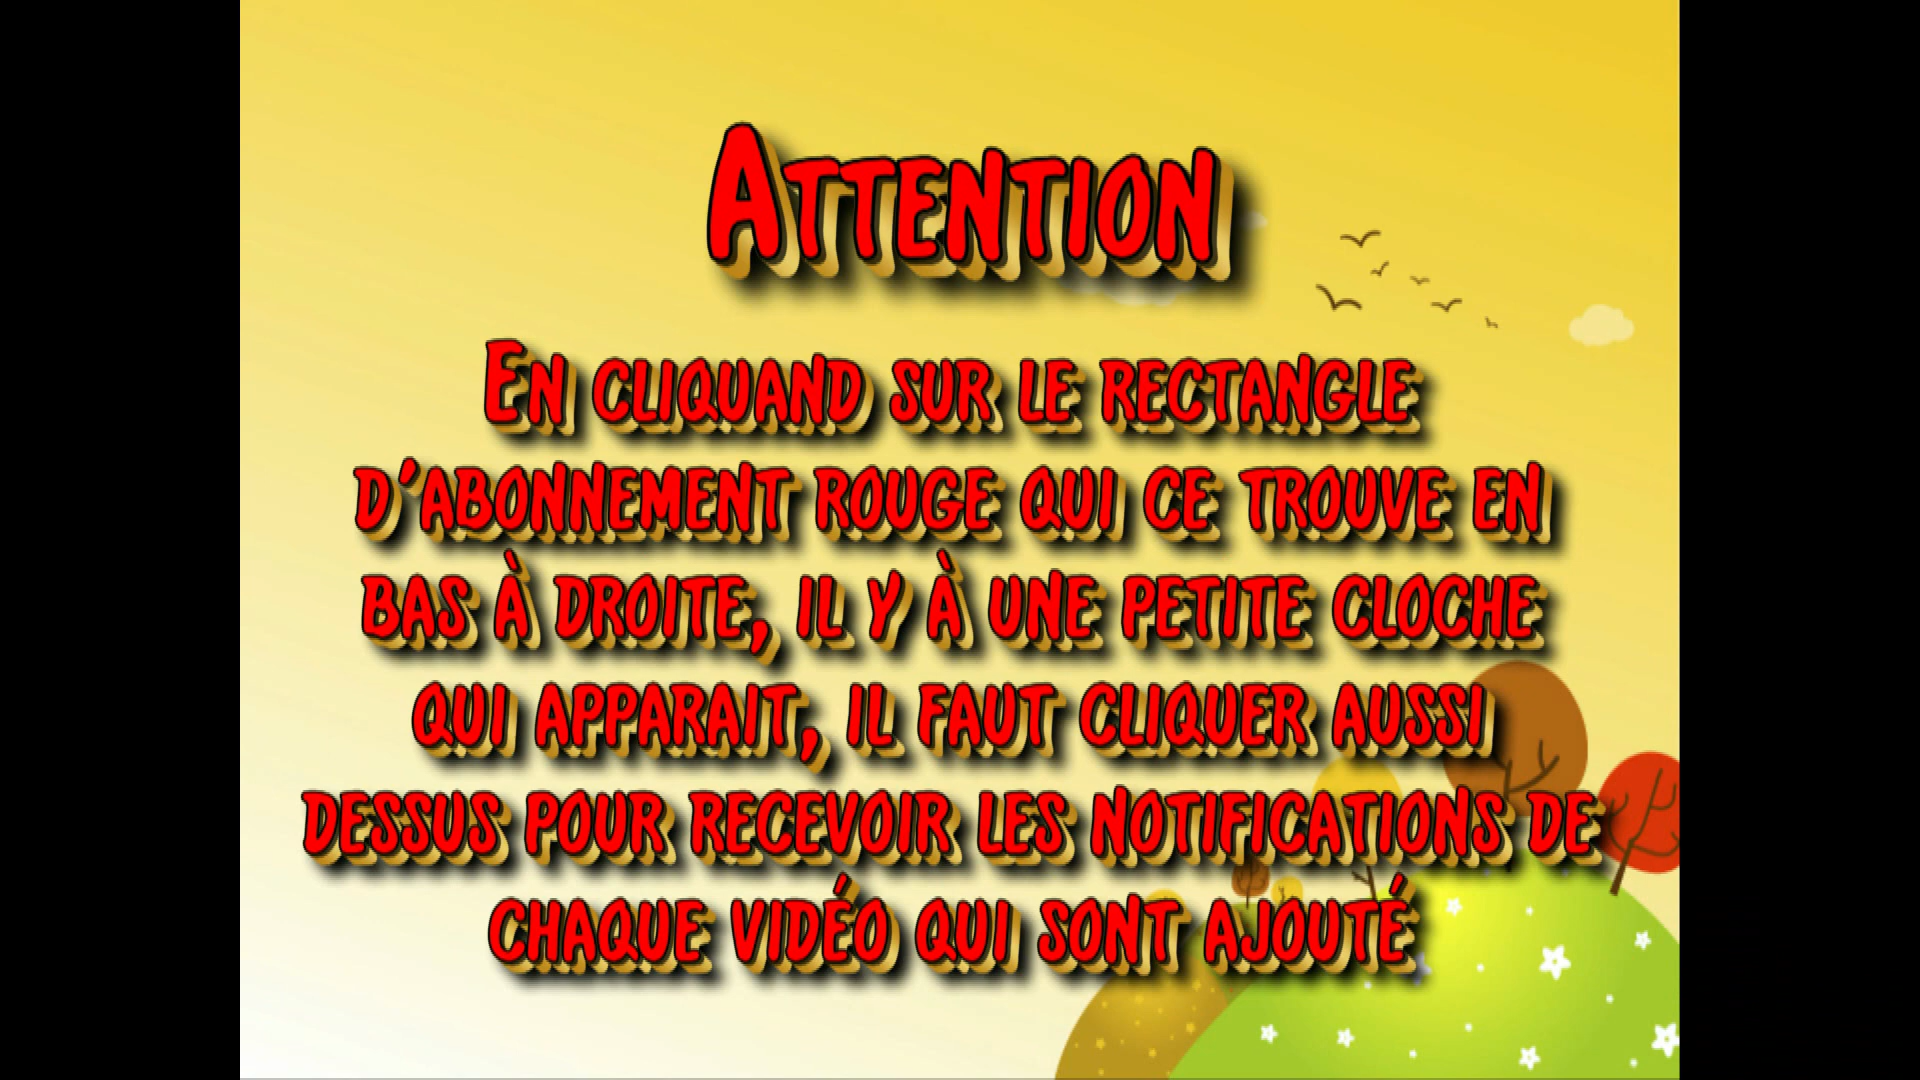 Attention
En cliquand sur le rectangle
d'abonnement rouge qui ce trouve en
bas à droite, il y à une petite cloche
qui apparait, il faut cliquer aussi
dessus pour recevoir les notifications de
chaque vidéo qui sont ajouté